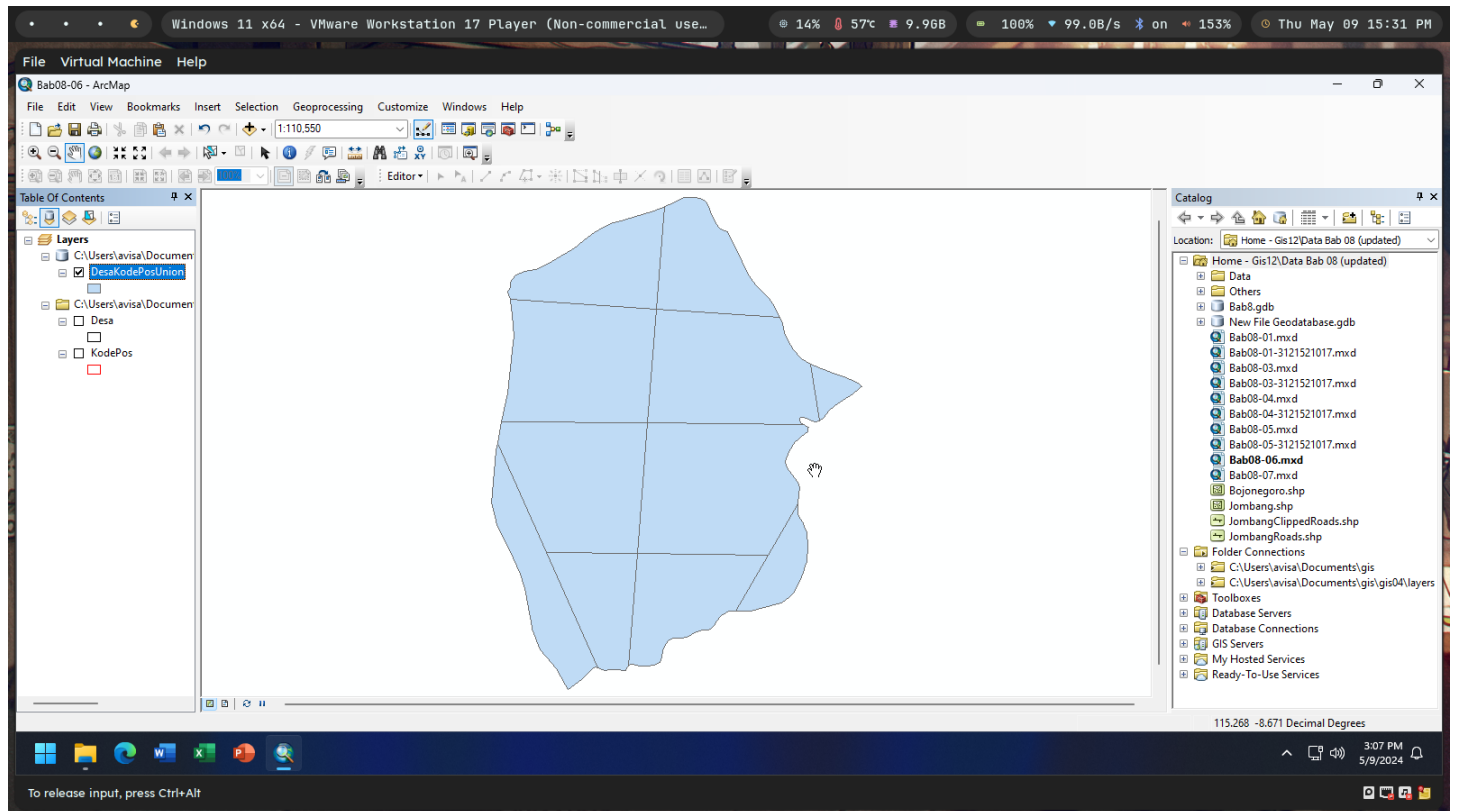 Windows 11 x64 - VMware Workstation 17 Player (Non-commercial use…
14% 57℃ 9.9GB
100% 99.0B/s on 153%
Thu May 09 15:31 PM
File Virtual Machine Help
Bab08-06 - ArcMap
File Edit View Bookmarks Insert Selection Geoprocessing Customize Windows Help
1:110,550
Editor
Table Of Contents
Layers
C:\Users\avisa\Documen
DesaKodePosUnion
C:\Users\avisa\Documen
Desa
KodePos
Catalog
Location: Home - Gis12\Data Bab 08 (updated)
Home - Gis12\Data Bab 08 (updated)
Data
Others
Bab8.gdb
New File Geodatabase.gdb
Bab08-01.mxd
Bab08-01-3121521017.mxd
Bab08-03.mxd
Bab08-03-3121521017.mxd
Bab08-04.mxd
Bab08-04-3121521017.mxd
Bab08-05.mxd
Bab08-05-3121521017.mxd
Bab08-06.mxd
Bab08-07.mxd
Bojonegoro.shp
Jombang.shp
JombangClippedRoads.shp
JombangRoads.shp
Folder Connections
C:\Users\avisa\Documents\gis
C:\Users\avisa\Documents\gis\gis04\layers
Toolboxes
Database Servers
Database Connections
GIS Servers
My Hosted Services
Ready-To-Use Services
115.268 -8.671 Decimal Degrees
3:07 PM
5/9/2024
To release input, press Ctrl+Alt